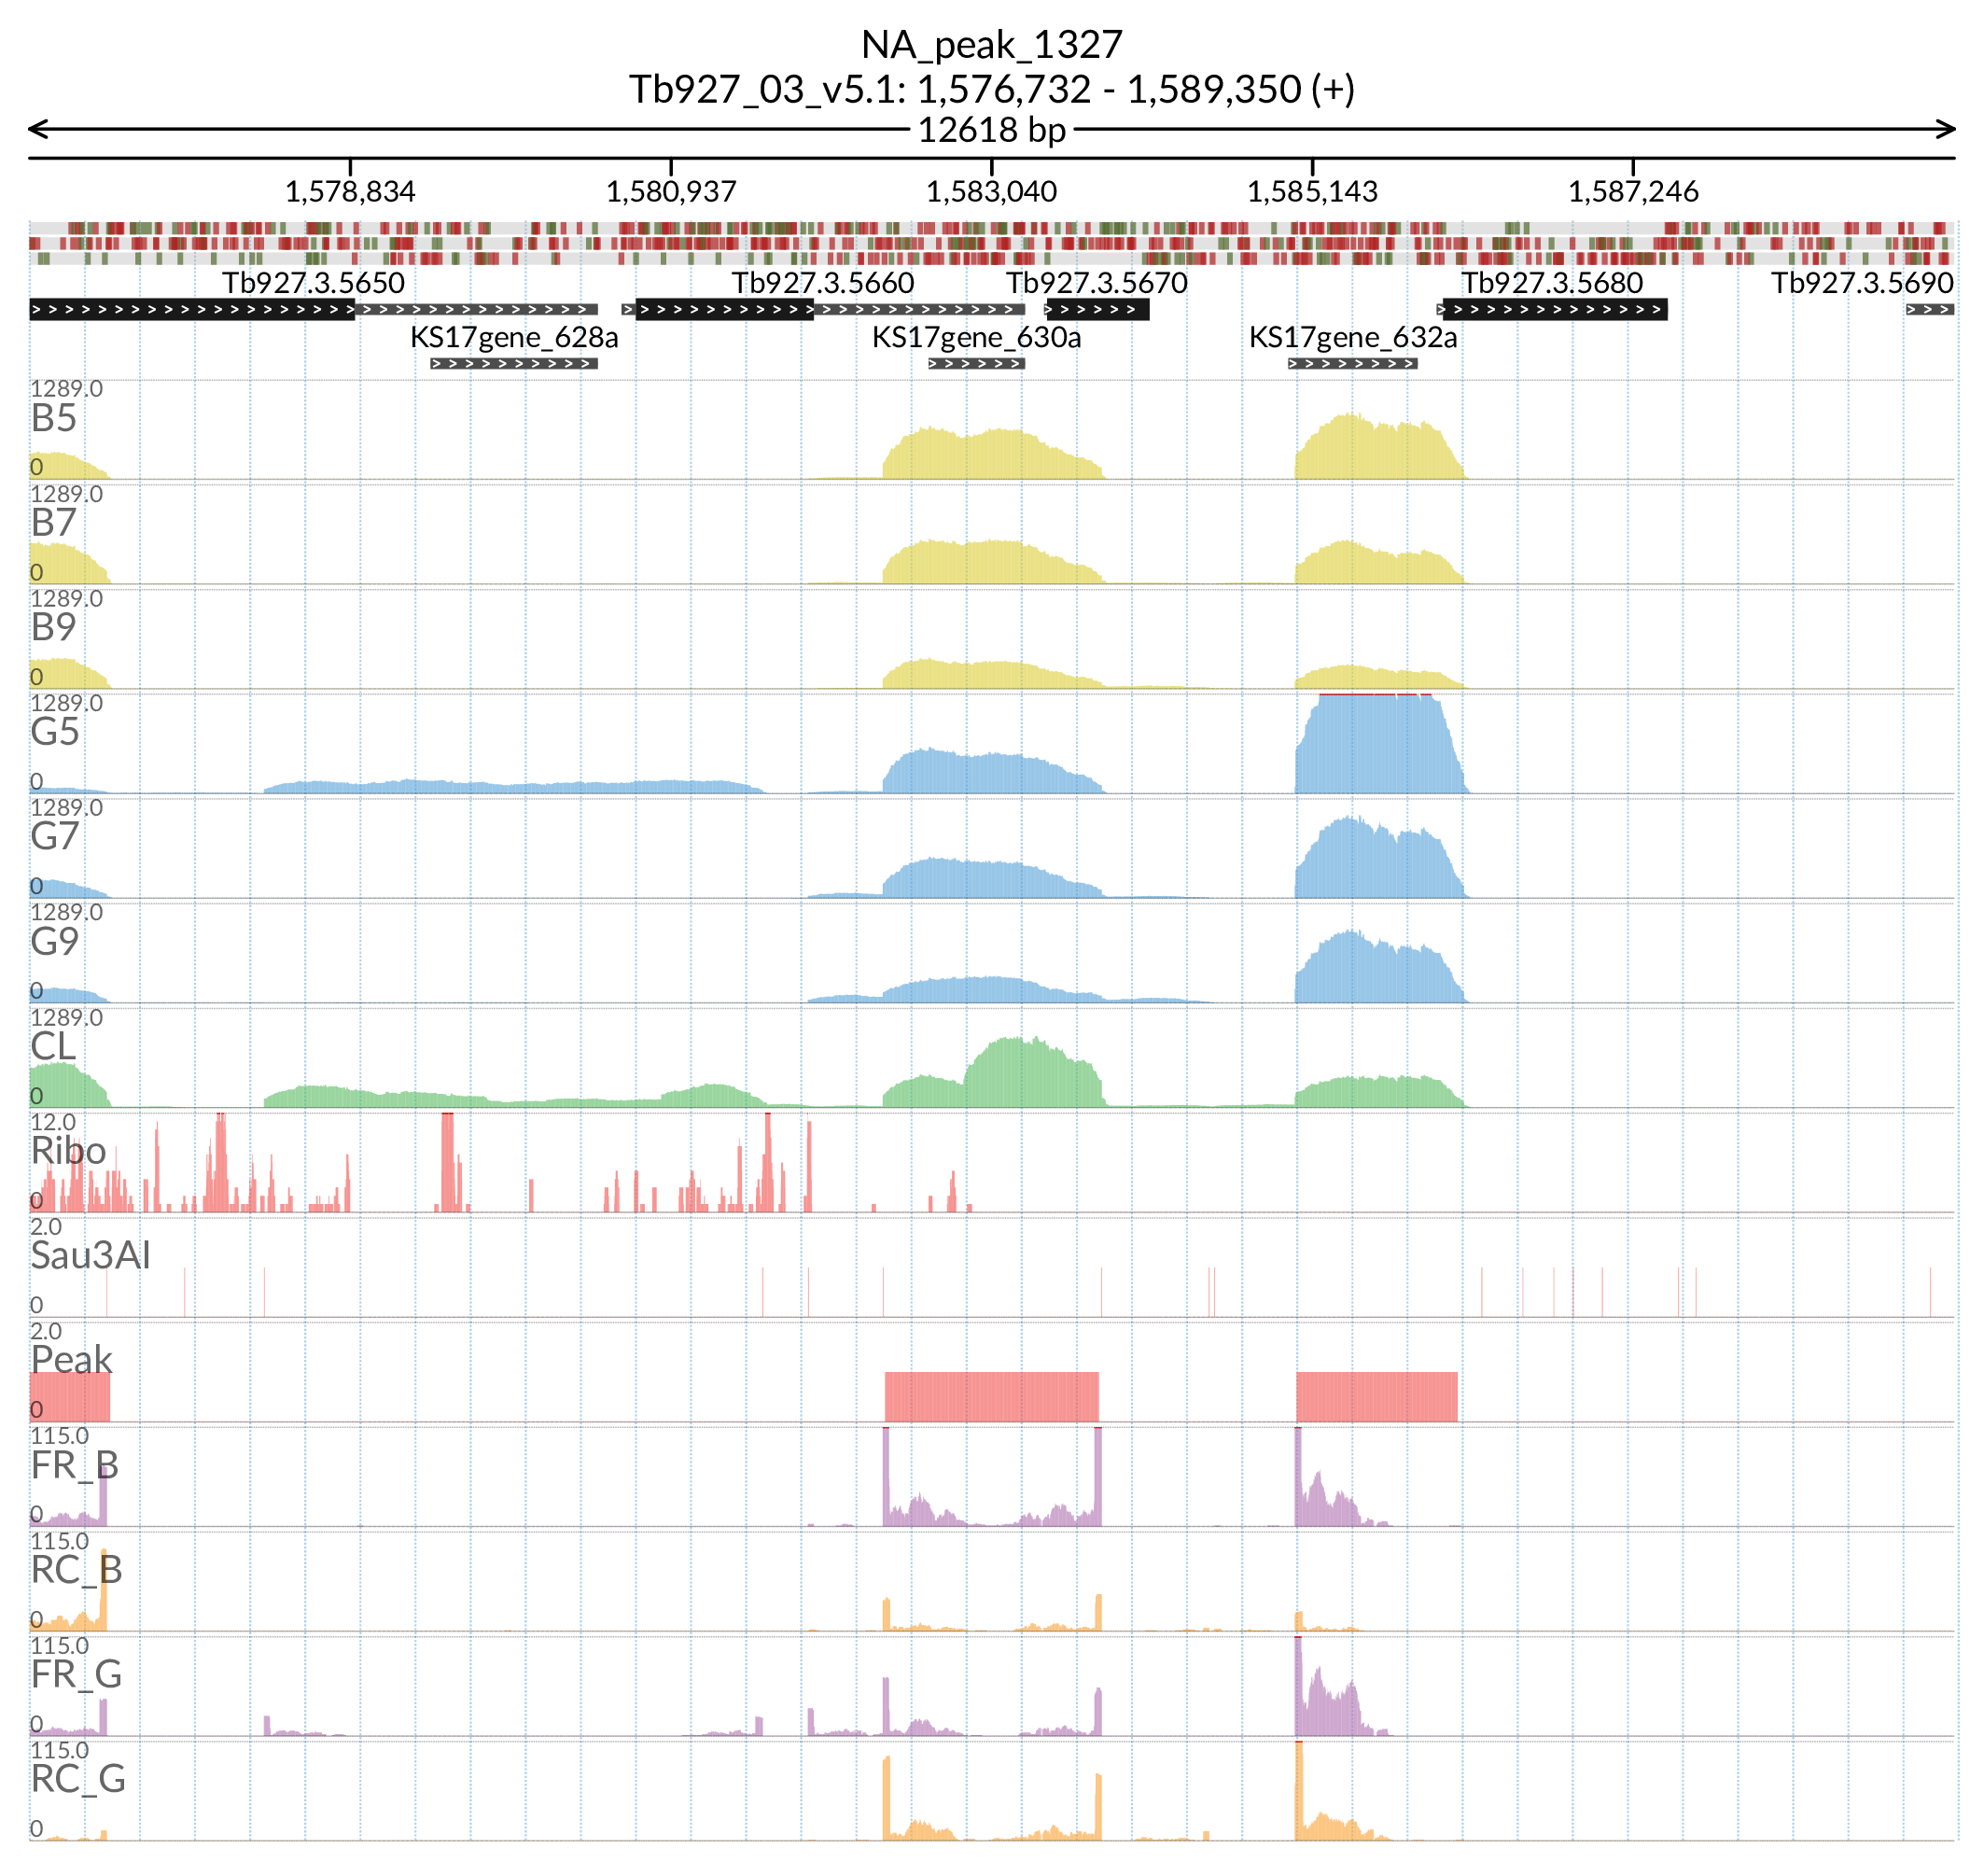 NA_peak_1327
Tb927_03_v5.1: 1,576,732 - 1,589,350 (+)
12618 bp
1,578,834 1,580,937 1,583,040 1,585,143 1,587,246
Tb927.3.5650 Tb927.3.5660 Tb927.3.5670 Tb927.3.5680 Tb927.3.5690
KS17gene_628a KS17gene_630a KS17gene_632a
1289.0
B5
0
1289.0
B7
0
1289.0
B9
0
1289.0
G5
0
1289.0
G7
0
1289.0
G9
0
1289.0
CL
0
12.0
Ribo
0
2.0
Sau3AI
0
2.0
Peak
0
115.0
FR_B
0
115.0
RC_B
0
115.0
FR_G
0
115.0
RC_G
0